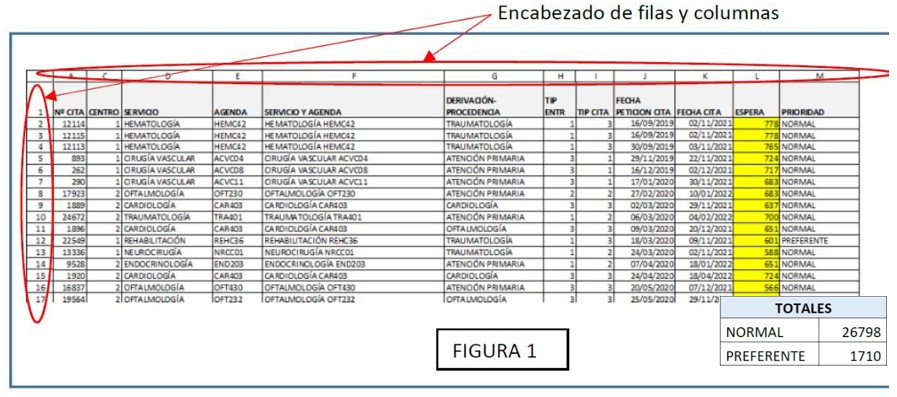 Encabezado de filas y columnas
A C D E F G H I J K L M
1 Nº CITA CENTRO SERVICIO AGENDA SERVICIO Y AGENDA DERIVACIÓN-PROCEDENCIA TIP ENTR TIP CITA FECHA PETICION CITA FECHA CITA ESPERA PRIORIDAD
2 12114 1 HEMATOLOGÍA HEMC42 HEMATOLOGÍA HEMC42 TRAUMATOLOGÍA 1 3 16/09/2019 02/11/2021 778 NORMAL
3 12115 1 HEMATOLOGÍA HEMC42 HEMATOLOGÍA HEMC42 TRAUMATOLOGÍA 1 3 16/09/2019 02/11/2021 778 NORMAL
4 12113 1 HEMATOLOGÍA HEMC42 HEMATOLOGÍA HEMC42 TRAUMATOLOGÍA 1 3 30/09/2019 03/11/2021 765 NORMAL
5 893 1 CIRUGÍA VASCULAR ACVC04 CIRUGÍA VASCULAR ACVC04 ATENCIÓN PRIMARIA 3 1 29/11/2019 22/11/2021 724 NORMAL
6 262 1 CIRUGÍA VASCULAR ACVC08 CIRUGÍA VASCULAR ACVC08 ATENCIÓN PRIMARIA 3 1 16/12/2019 02/12/2021 717 NORMAL
7 290 1 CIRUGÍA VASCULAR ACVC11 CIRUGÍA VASCULAR ACVC11 ATENCIÓN PRIMARIA 3 1 17/01/2020 30/11/2021 683 NORMAL
8 17923 2 OFTALMOLOGÍA OFT230 OFTALMOLOGÍA OFT230 ATENCIÓN PRIMARIA 2 2 27/02/2020 10/01/2022 683 NORMAL
9 1889 2 CARDIOLOGÍA CAR403 CARDIOLOGÍA CAR403 CARDIOLOGÍA 3 3 02/03/2020 29/11/2021 637 NORMAL
10 24672 2 TRAUMATOLOGÍA TRA401 TRAUMATOLOGÍA TRA401 ATENCIÓN PRIMARIA 1 2 06/03/2020 04/02/2022 700 NORMAL
11 1896 2 CARDIOLOGÍA CAR403 CARDIOLOGÍA CAR403 OFTALMOLOGÍA 3 3 09/03/2020 20/12/2021 651 NORMAL
12 22549 1 REHABILITACIÓN REHC36 REHABILITACIÓN REHC36 TRAUMATOLOGÍA 1 3 18/03/2020 09/11/2021 601 PREFERENTE
13 13336 1 NEUROCIRUGÍA NRCC01 NEUROCIRUGÍA NRCC01 TRAUMATOLOGÍA 1 2 24/03/2020 02/11/2021 588 NORMAL
14 9528 2 ENDOCRINOLOGÍA END203 ENDOCRINOLOGÍA END203 ATENCIÓN PRIMARIA 1 2 07/04/2020 18/01/2022 651 NORMAL
15 1920 2 CARDIOLOGÍA CAR403 CARDIOLOGÍA CAR403 CARDIOLOGÍA 3 3 24/04/2020 18/04/2022 724 NORMAL
16 16837 2 OFTALMOLOGÍA OFT430 OFTALMOLOGÍA OFT430 ATENCIÓN PRIMARIA 3 3 20/05/2020 07/12/2021 566 NORMAL
17 19564 2 OFTALMOLOGÍA OFT232 OFTALMOLOGÍA OFT232 OFTALMOLOGÍA 3 3 25/05/2020
TOTALES
NORMAL 26798
PREFERENTE 1710
FIGURA 1